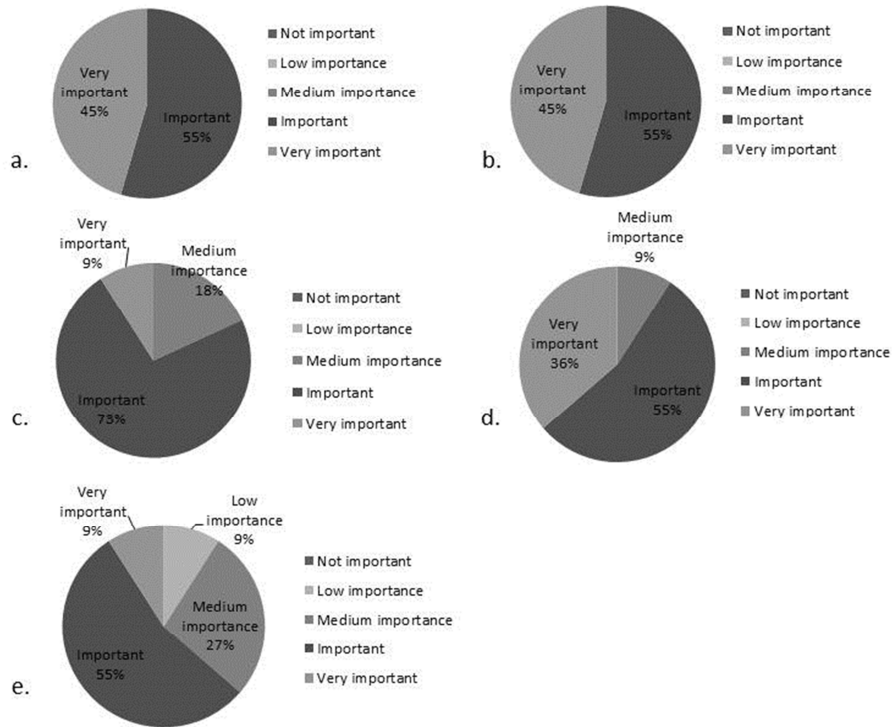 Very
important
45%
Important
55%
Not important
Low importance
Medium importance
Important
Very important
a.
Very
important
45%
Important
55%
Not important
Low importance
Medium importance
Important
Very important
b.
Very
important
9%
Medium
importance
18%
Important
73%
Not important
Low importance
Medium importance
Important
Very important
c.
Medium
importance
9%
Very
important
36%
Important
55%
Not important
Low importance
Medium importance
Important
Very important
d.
Very
important
9%
Low
importance
9%
Medium
importance
27%
Important
55%
Not important
Low importance
Medium importance
Important
Very important
e.